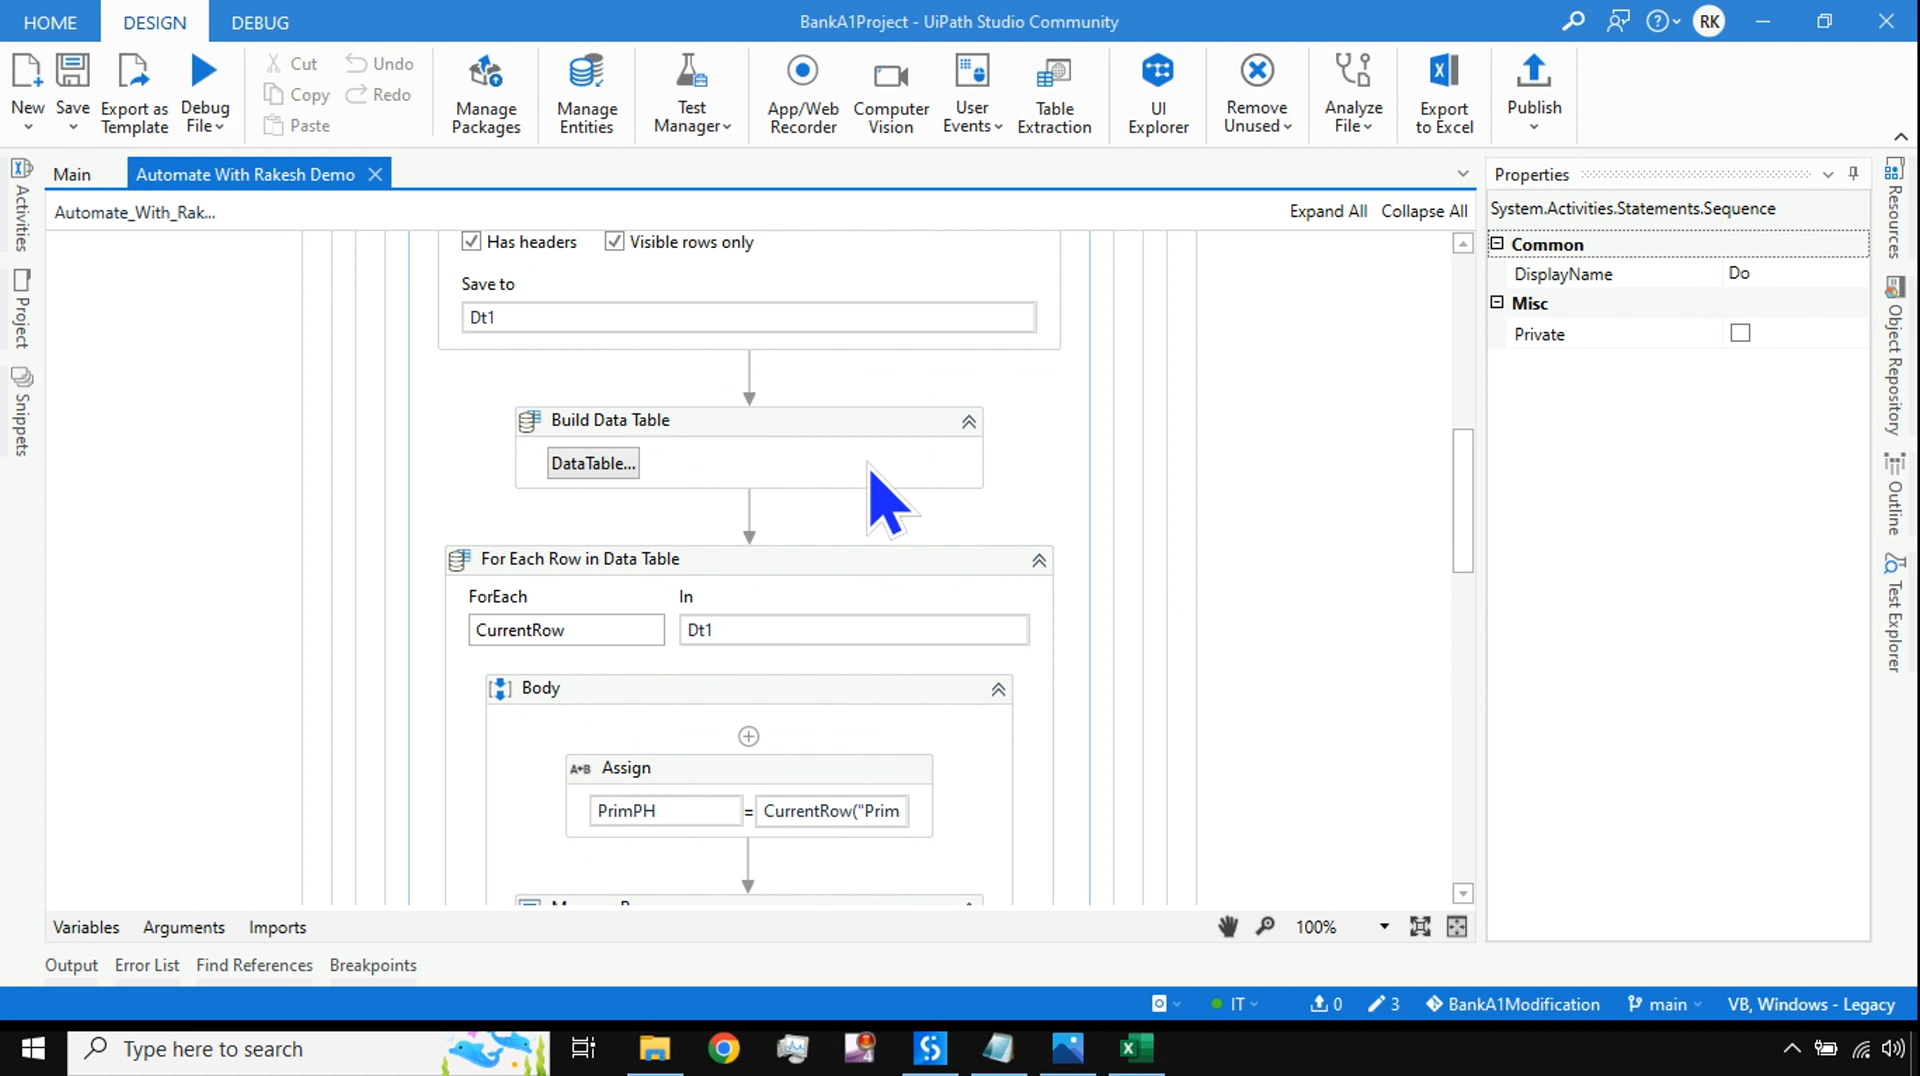 HOME DESIGN DEBUG BankA1Project - UiPath Studio Community RK
New Save Export as Template Debug File
Cut Copy Paste Undo Redo
Manage Packages
Manage Entities
Test Manager
App/Web Recorder
Computer Vision
User Events
Table Extraction
UI Explorer
Remove Unused
Analyze File
Export to Excel
Publish
Main Automate With Rakesh Demo
Automate_With_Rak... Expand All Collapse All
Activities
Project
Snippets
Has headers Visible rows only
Save to
Dt1
Build Data Table
DataTable...
For Each Row in Data Table
ForEach In
CurrentRow Dt1
Body
A+B Assign
PrimPH = CurrentRow("Prim
Properties
System.Activities.Statements.Sequence
Common
DisplayName Do
Misc
Private
Resources
Object Repository
Outline
Test Explorer
Variables Arguments Imports 100%
Output Error List Find References Breakpoints
IT 0 3 BankA1Modification main VB, Windows - Legacy
Type here to search